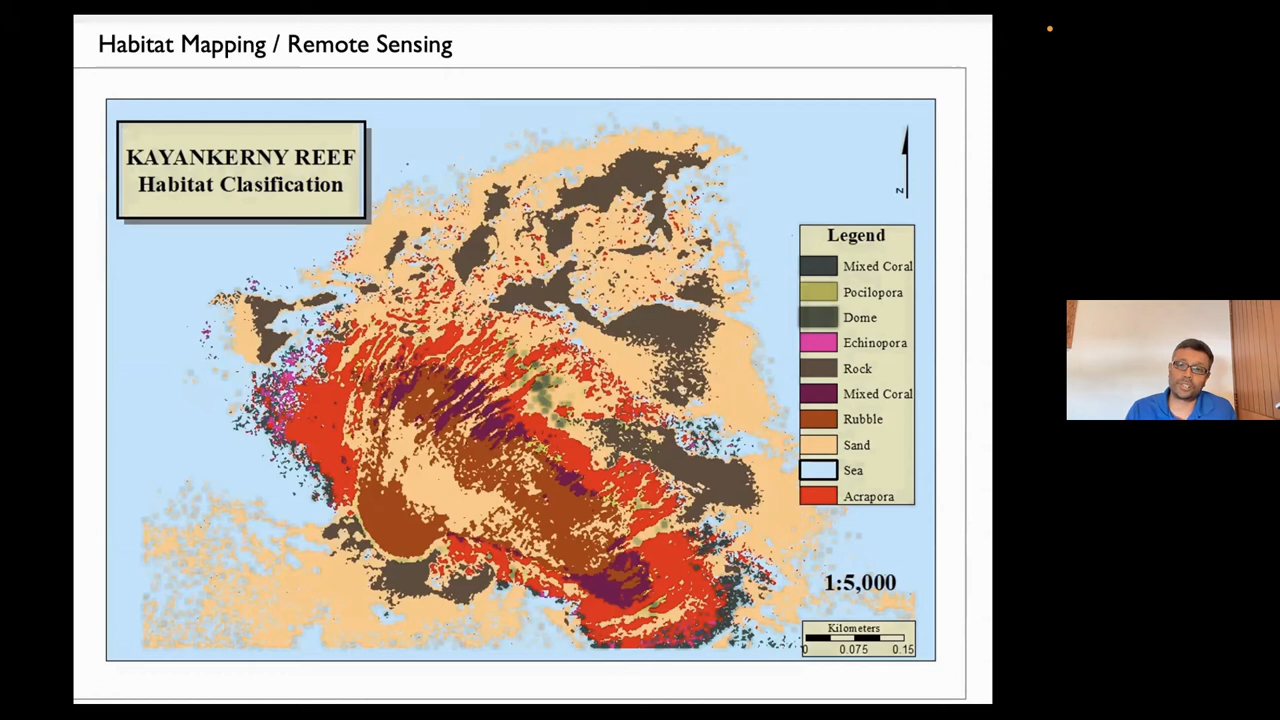 Habitat Mapping / Remote Sensing
KAYANKERNY REEF
Habitat Clasification
N
Legend
Mixed Coral
Pocilopora
Dome
Echinopora
Rock
Mixed Coral
Rubble
Sand
Sea
Acrapora
1:5,000
Kilometers
0 0.075 0.15